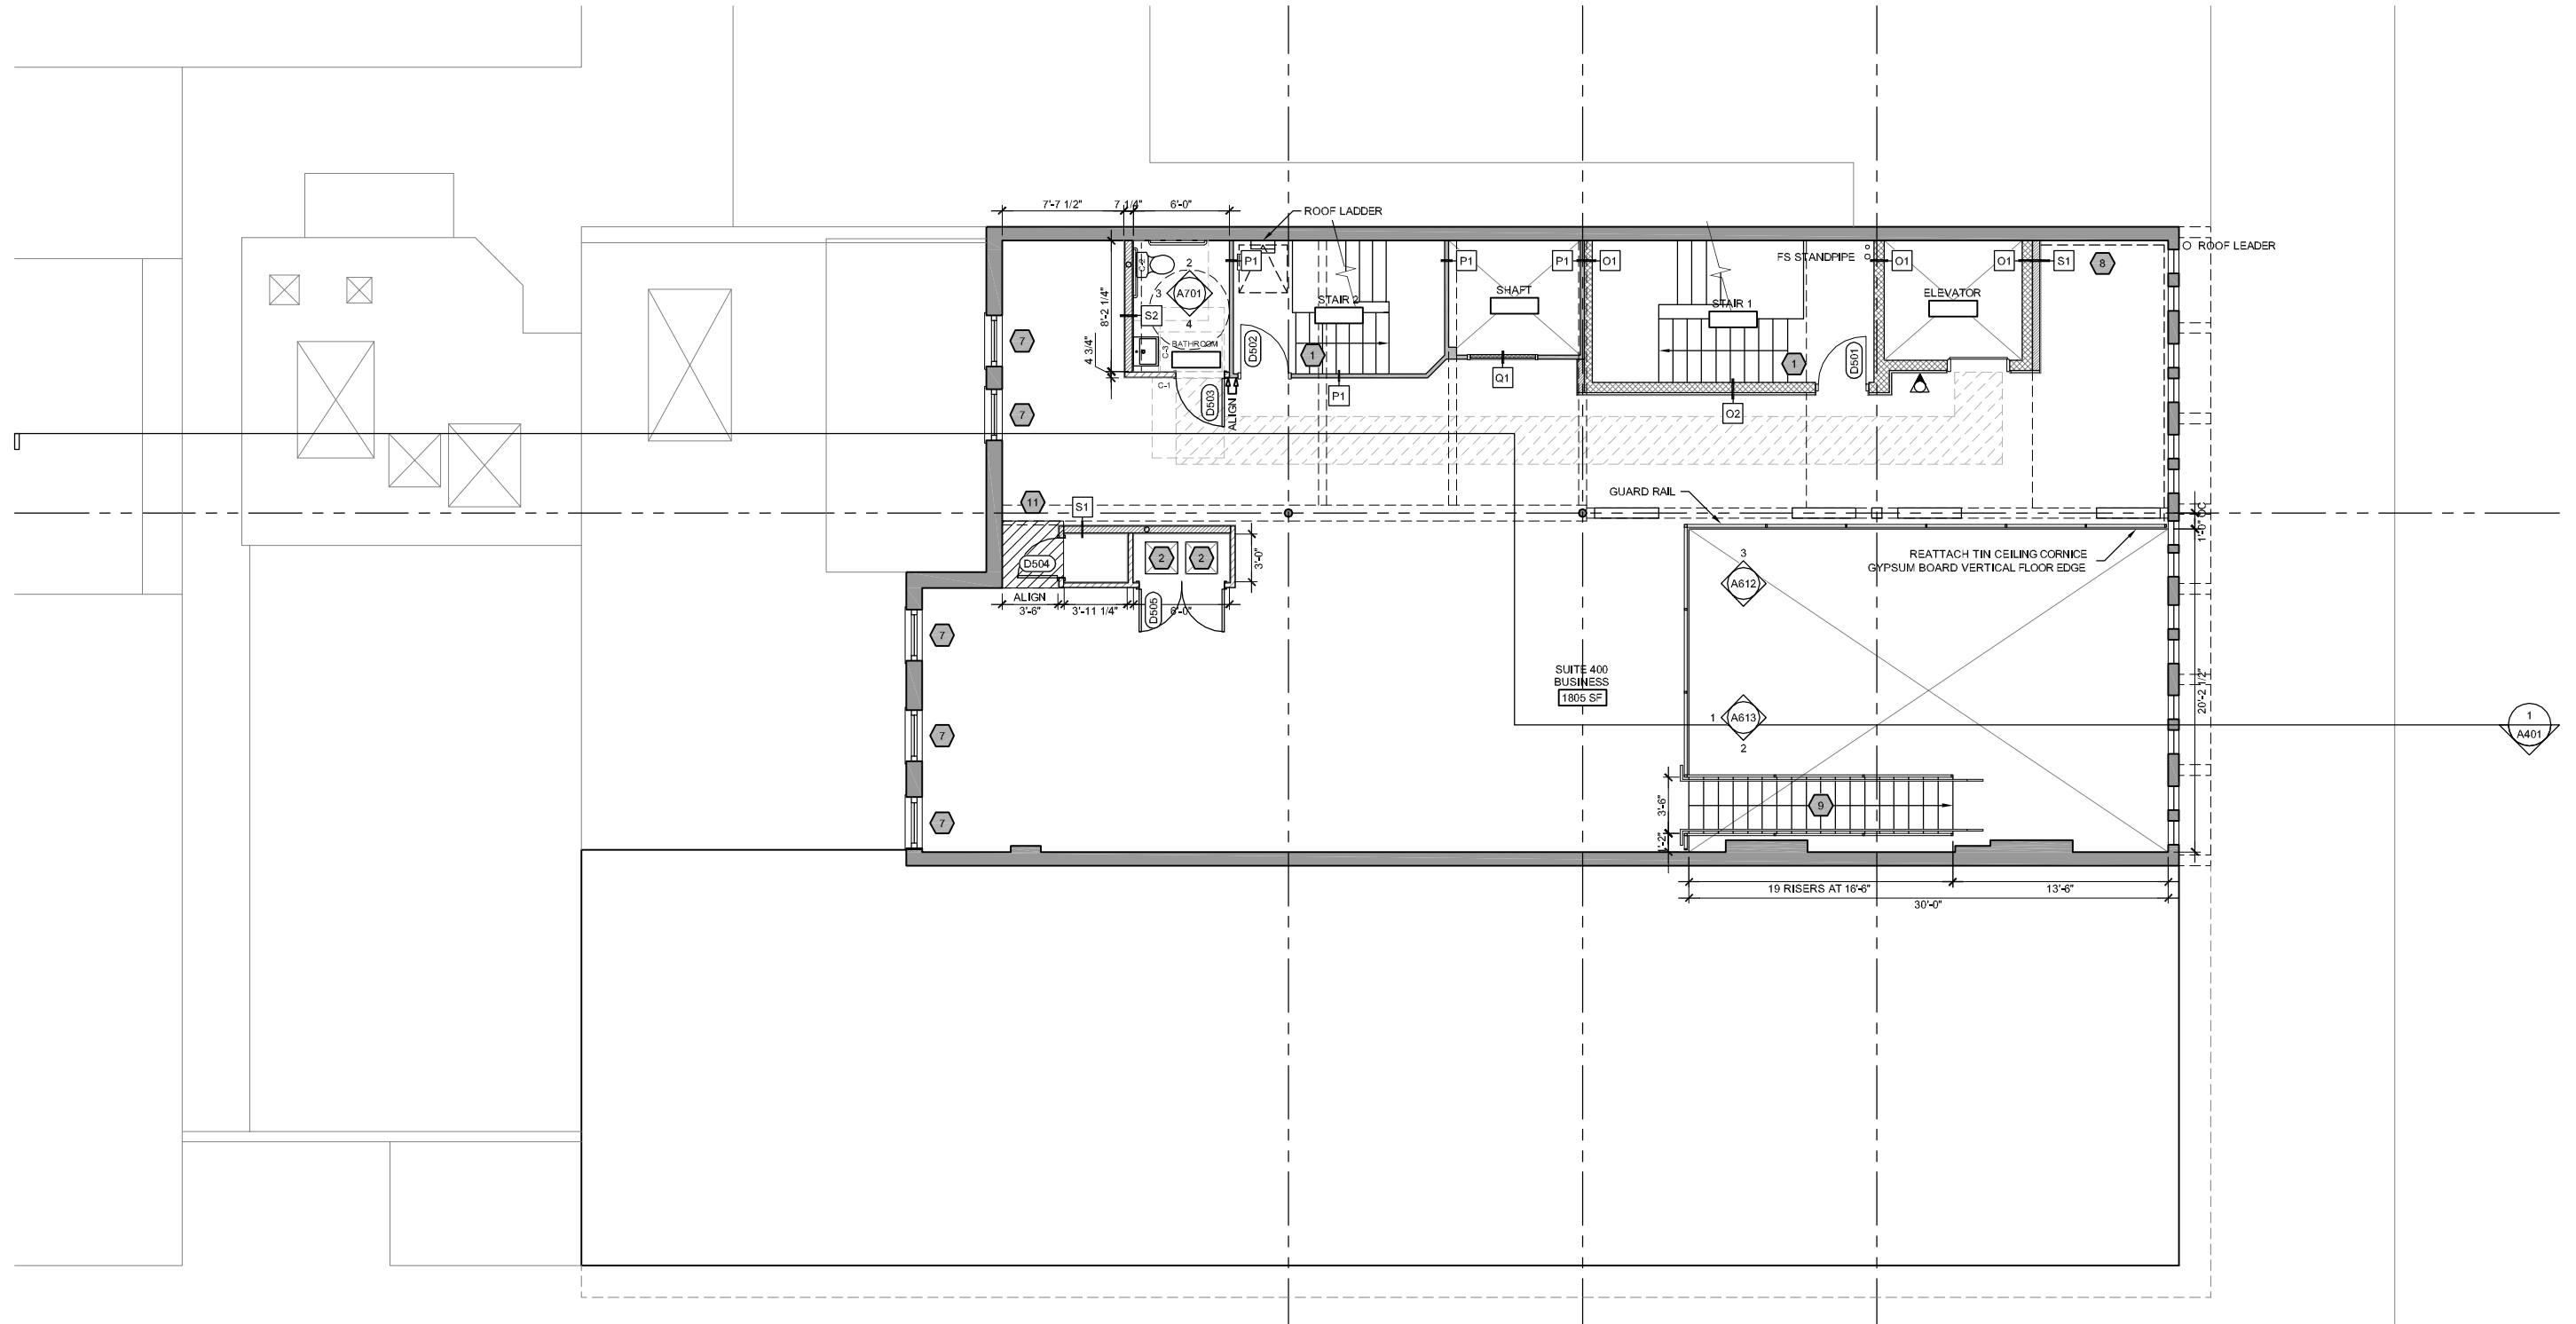 7'-7 1/2"
7 1/4"
6'-0"
ROOF LADDER
ROOF LEADER
FS STANDPIPE
P1
P1
P1
O1
O1
O1
S1
8
C-2
2
3
A701
4
8'-2 1/4"
S2
STAIR 2
SHAFT
STAIR 1
ELEVATOR
7
4 3/4"
C-3
BATHROOM
D502
1
1
D501
C-1
Q1
P1
D503
ALIGN
O2
7
11
S1
GUARD RAIL
1'-0" OC
2
2
3'-0"
D504
REATTACH TIN CEILING CORNICE
GYPSUM BOARD VERTICAL FLOOR EDGE
3
A612
ALIGN
3'-6"
3'-11 1/4"
D505
6'-0"
7
SUITE 400
BUSINESS
1805 SF
1
A613
2
20'-2 1/2"
1
A401
7
3'-6"
9
7
1'-2"
19 RISERS AT 16'-6"
13'-6"
30'-0"